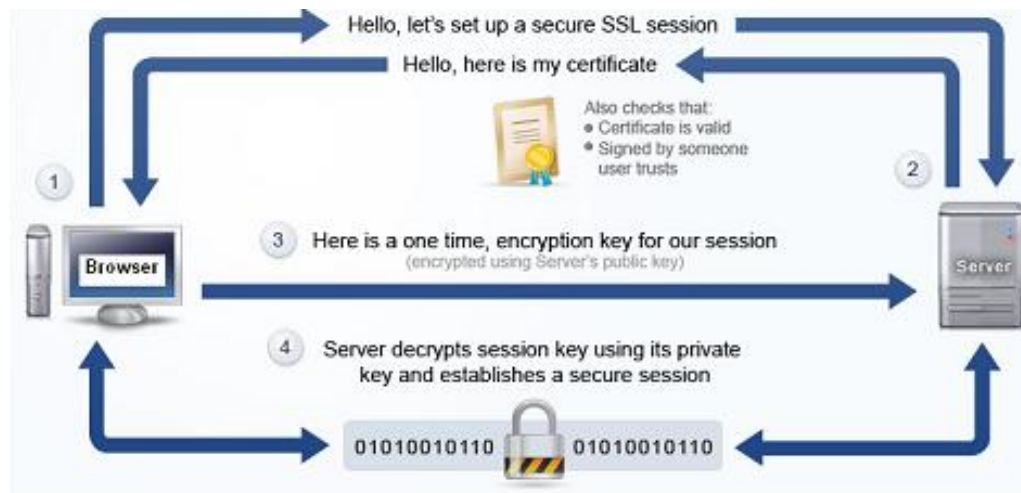 Hello, let's set up a secure SSL session
Hello, here is my certificate
Also checks that:
• Certificate is valid
• Signed by someone
user trusts
1
2
3 Here is a one time, encryption key for our session
(encrypted using Server's public key)
Browser
Server
4 Server decrypts session key using its private
key and establishes a secure session
01010010110 01010010110